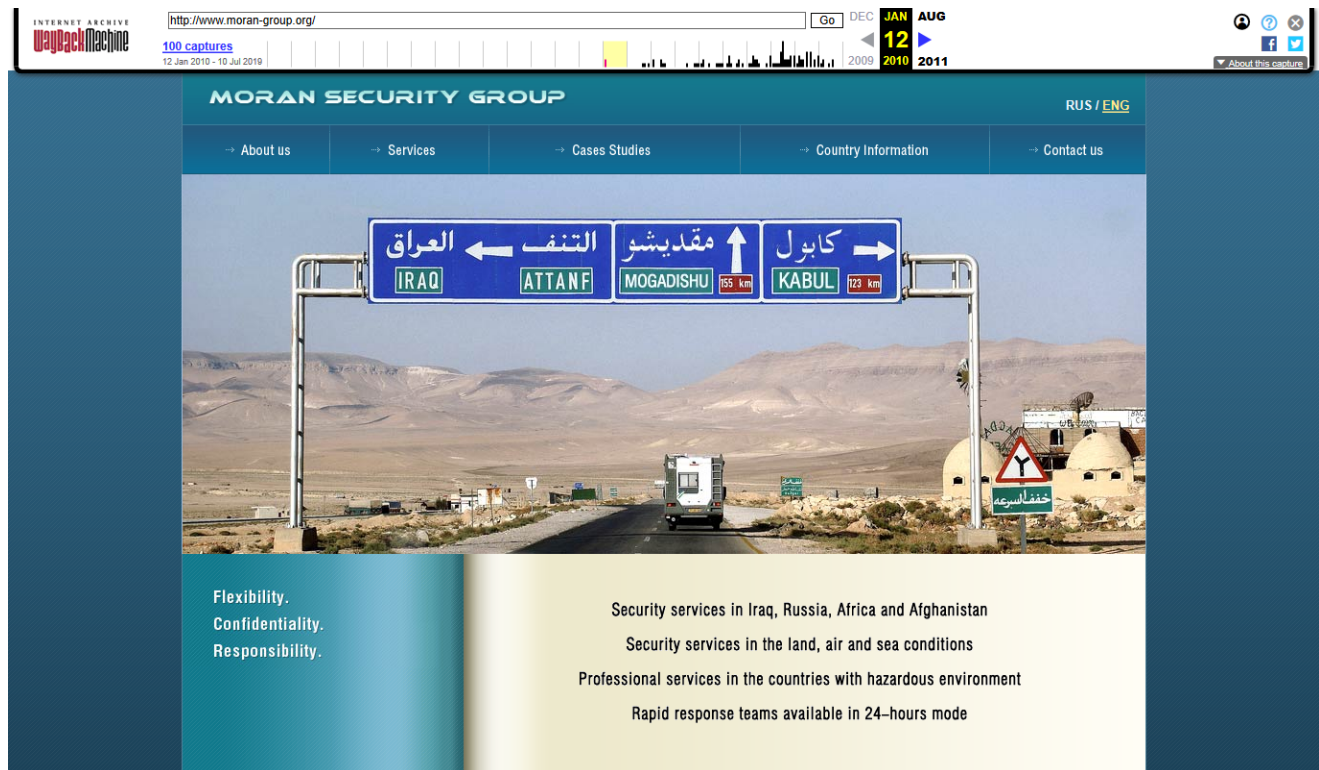 INTERNET ARCHIVE
WayBackMachine
http://www.moran-group.org/
Go
DEC JAN AUG
12
2009 2010 2011
100 captures
12 Jan 2010 - 10 Jul 2019
About this capture
MORAN SECURITY GROUP
RUS / ENG
About us
Services
Cases Studies
Country Information
Contact us
العراق التنف مقديشو كابول
IRAQ ATTANF MOGADISHU 155 km KABUL 123 km
خفف السرعه
Flexibility.
Confidentiality.
Responsibility.
Security services in Iraq, Russia, Africa and Afghanistan
Security services in the land, air and sea conditions
Professional services in the countries with hazardous environment
Rapid response teams available in 24–hours mode